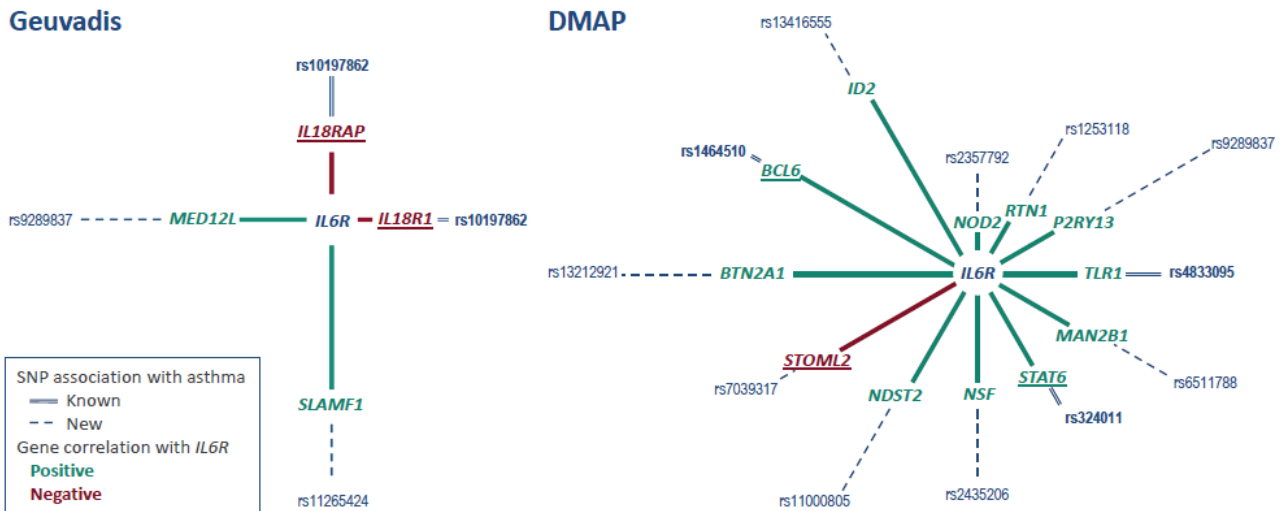 Geuvadis
rs10197862
IL18RAP
rs9289837
MED12L
IL6R
IL18R1
rs10197862
SLAMF1
rs11265424
SNP association with asthma
Known
New
Gene correlation with IL6R
Positive
Negative
DMAP
rs13416555
ID2
rs1253118
rs9289837
rs1464510
rs2357792
BCL6
NOD2
RTN1
P2RY13
rs13212921
BTN2A1
IL6R
TLR1
rs4833095
MAN2B1
STOML2
STAT6
rs7039317
rs6511788
NDST2
NSF
rs324011
rs11000805
rs2435206